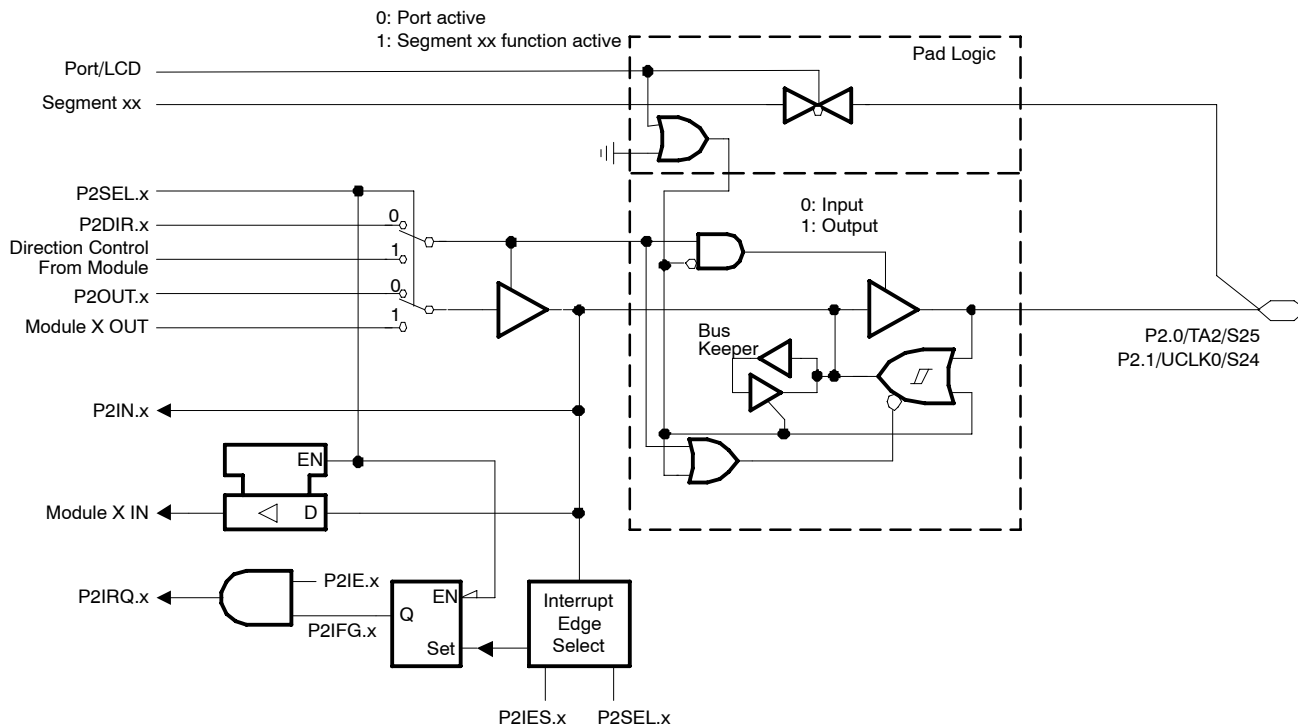 0: Port active
1: Segment xx function active
Pad Logic
Port/LCD
Segment xx
P2SEL.x
0: Input
1: Output
0
P2DIR.x
1
Direction Control
From Module
0
P2OUT.x
1
Module X OUT
Bus
Keeper
P2.0/TA2/S25
P2.1/UCLK0/S24
P2IN.x
EN
Module X IN
D
P2IE.x
P2IRQ.x
P2IFG.x
EN
Q
Set
Interrupt
Edge
Select
P2IES.x
P2SEL.x